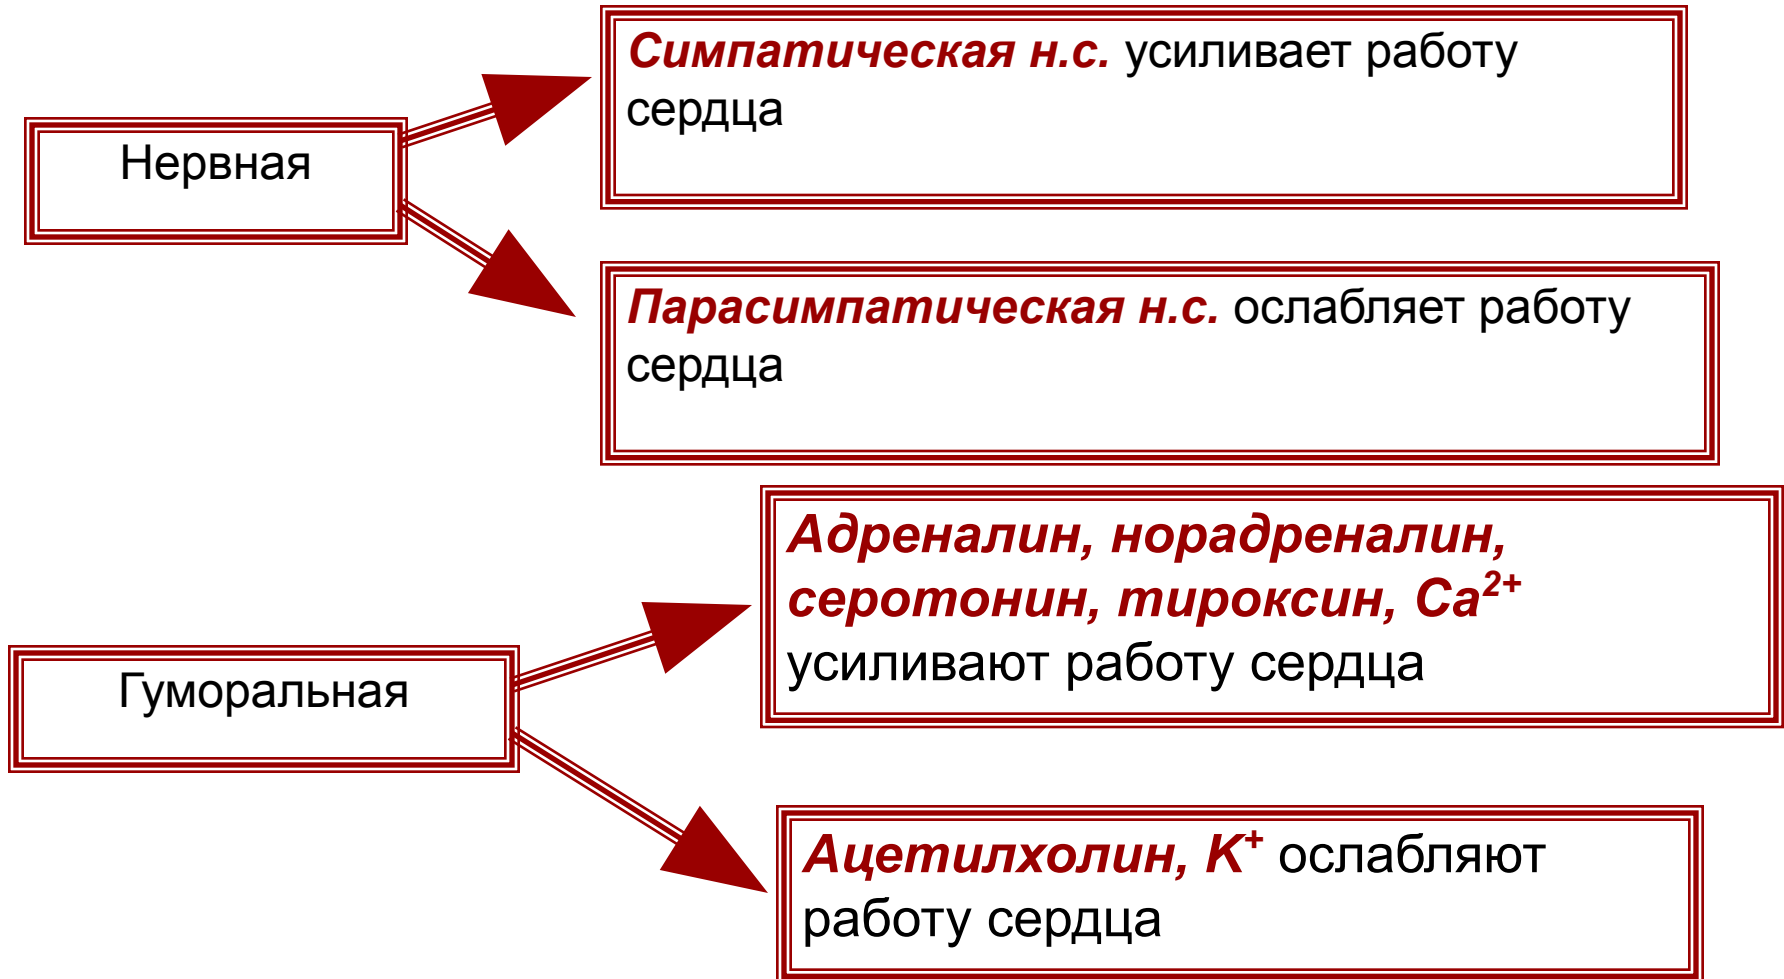 Нервная
Симпатическая н.с. усиливает работу
сердца
Парасимпатическая н.с. ослабляет работу
сердца
Гуморальная
Адреналин, норадреналин,
серотонин, тироксин, Ca²⁺
усиливают работу сердца
Ацетилхолин, K⁺ ослабляют
работу сердца